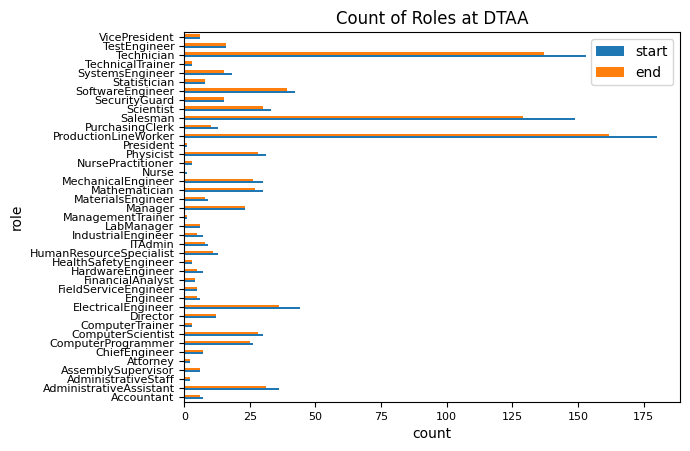 Count of Roles at DTAA
VicePresident
TestEngineer
Technician
TechnicalTrainer
SystemsEngineer
Statistician
SoftwareEngineer
SecurityGuard
Scientist
Salesman
PurchasingClerk
ProductionLineWorker
President
Physicist
NursePractitioner
Nurse
MechanicalEngineer
Mathematician
MaterialsEngineer
Manager
ManagementTrainer
LabManager
IndustrialEngineer
ITAdmin
HumanResourceSpecialist
HealthSafetyEngineer
HardwareEngineer
FinancialAnalyst
FieldServiceEngineer
Engineer
ElectricalEngineer
Director
ComputerTrainer
ComputerScientist
ComputerProgrammer
ChiefEngineer
Attorney
AssemblySupervisor
AdministrativeStaff
AdministrativeAssistant
Accountant
role
start
end
0 25 50 75 100 125 150 175
count